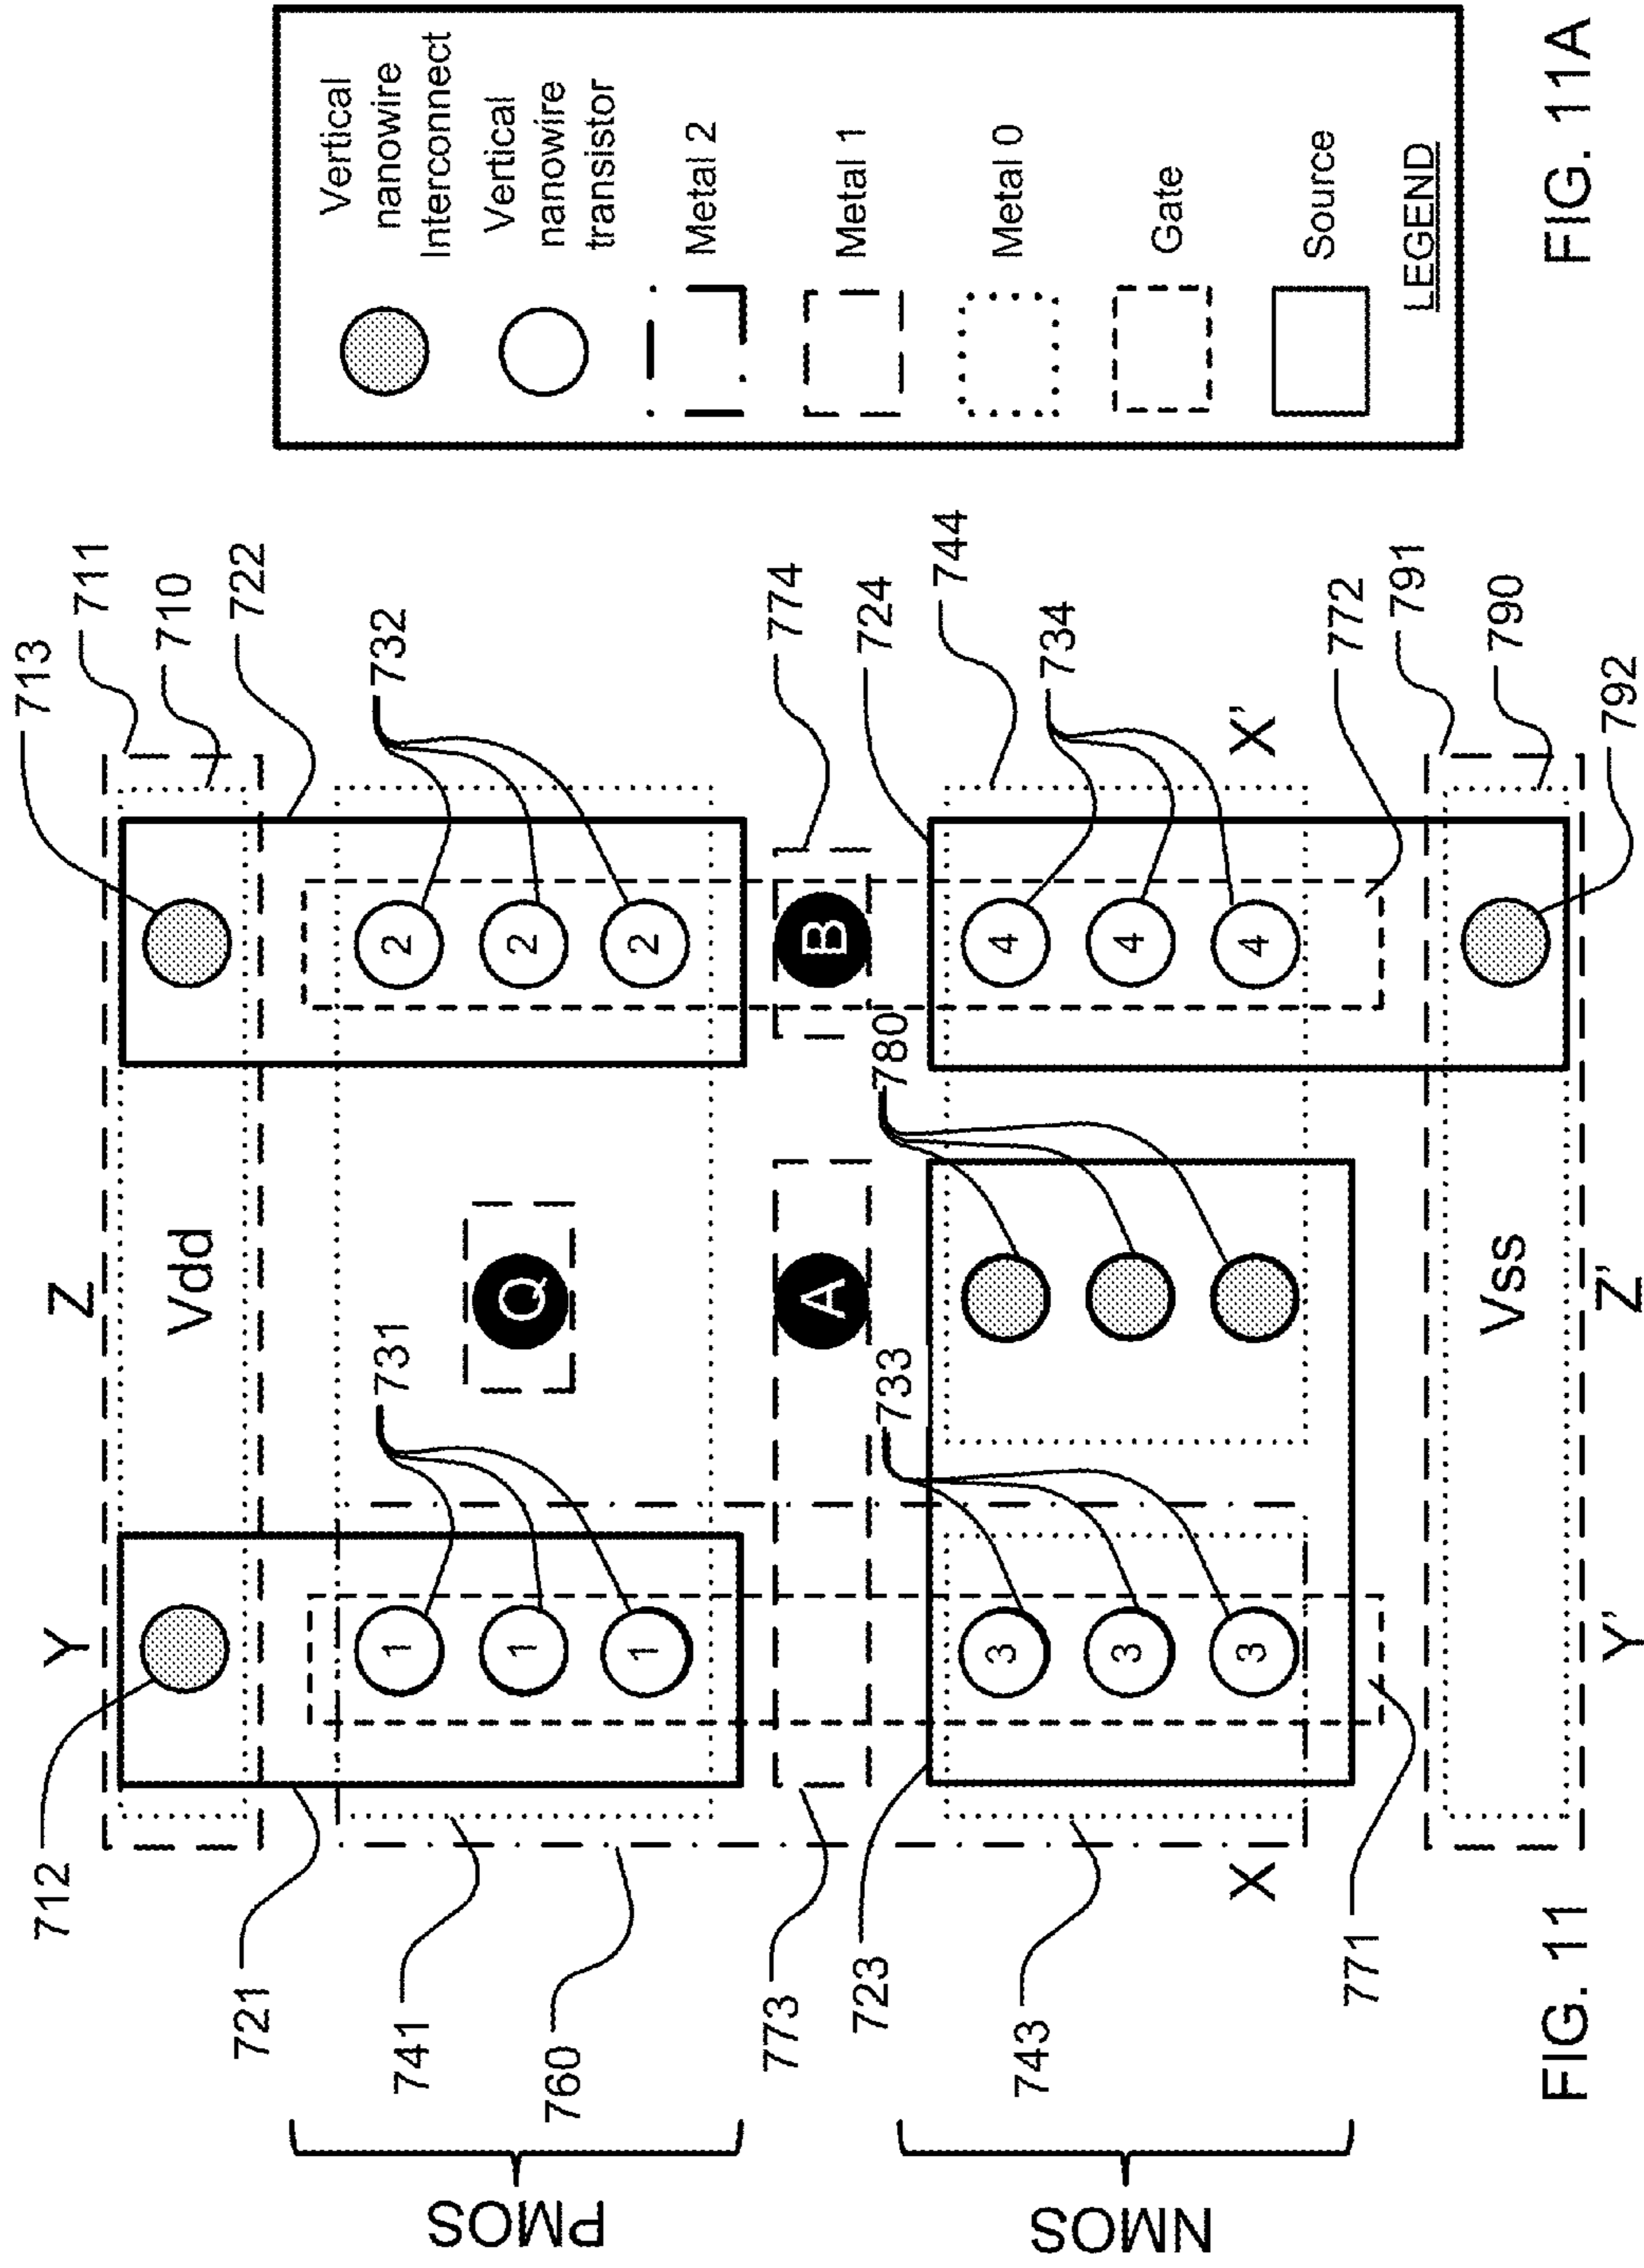 713
712
Y
Z
711
710
Vdd
721
722
731
732
741
1
2
PMOS
1
Q
2
760
1
2
773
774
A
B
723
724
733
780
744
3
4
743
734
NMOS
3
4
3
4
X
X'
771
772
791
Vss
790
Y'
Z'
792
FIG. 11
Vertical
nanowire
Interconnect
Vertical
nanowire
transistor
Metal 2
Metal 1
Metal 0
Gate
Source
LEGEND
FIG. 11A